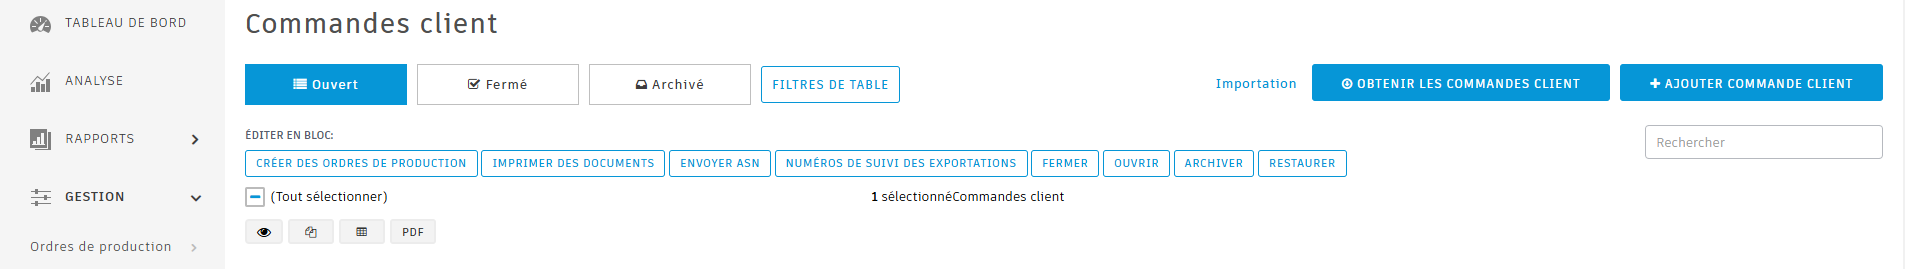 TABLEAU DE BORD
ANALYSE
RAPPORTS
GESTION
Ordres de production
Commandes client
Ouvert Fermé Archivé FILTRES DE TABLE Importation OBTENIR LES COMMANDES CLIENT AJOUTER COMMANDE CLIENT
ÉDITER EN BLOC:
Rechercher
CRÉER DES ORDRES DE PRODUCTION IMPRIMER DES DOCUMENTS ENVOYER ASN NUMÉROS DE SUIVI DES EXPORTATIONS FERMER OUVRIR ARCHIVER RESTAURER
(Tout sélectionner) 1 sélectionnéCommandes client
PDF